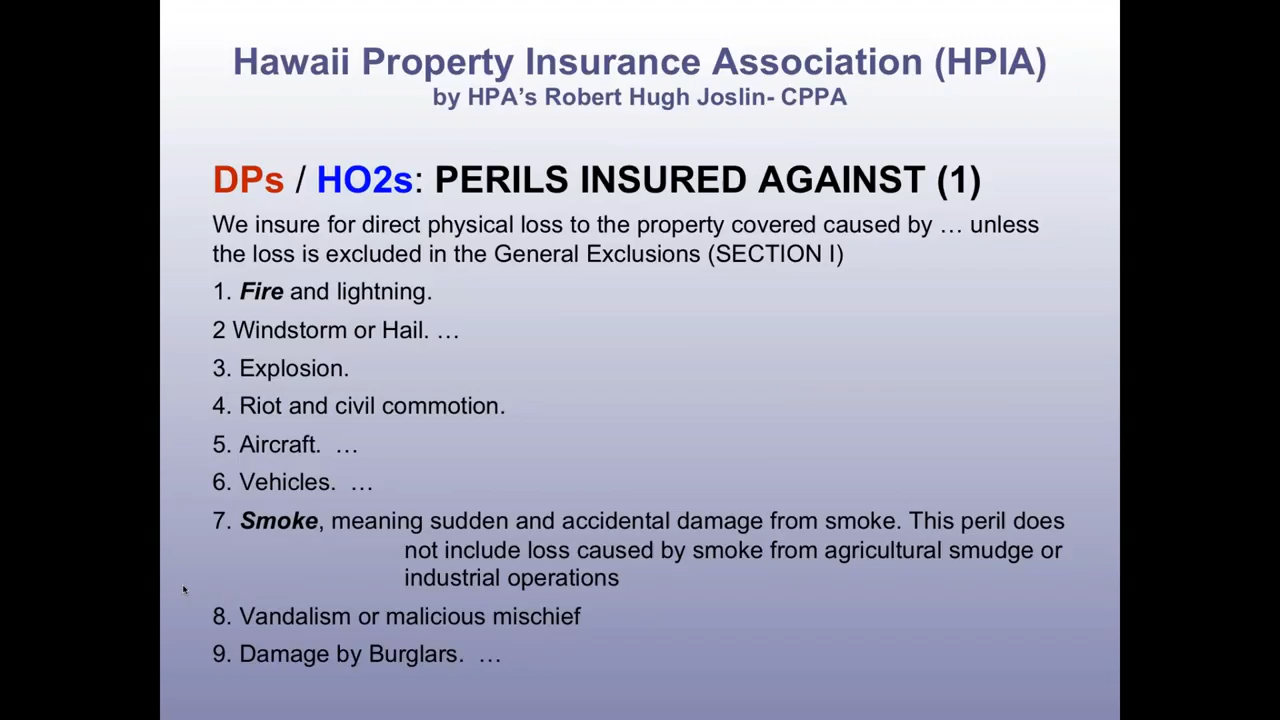 Hawaii Property Insurance Association (HPIA)
by HPA's Robert Hugh Joslin- CPPA
DPs / HO2s: PERILS INSURED AGAINST (1)
We insure for direct physical loss to the property covered caused by … unless
the loss is excluded in the General Exclusions (SECTION I)
1. Fire and lightning.
2 Windstorm or Hail. …
3. Explosion.
4. Riot and civil commotion.
5. Aircraft. …
6. Vehicles. …
7. Smoke, meaning sudden and accidental damage from smoke. This peril does
not include loss caused by smoke from agricultural smudge or
industrial operations
8. Vandalism or malicious mischief
9. Damage by Burglars. …